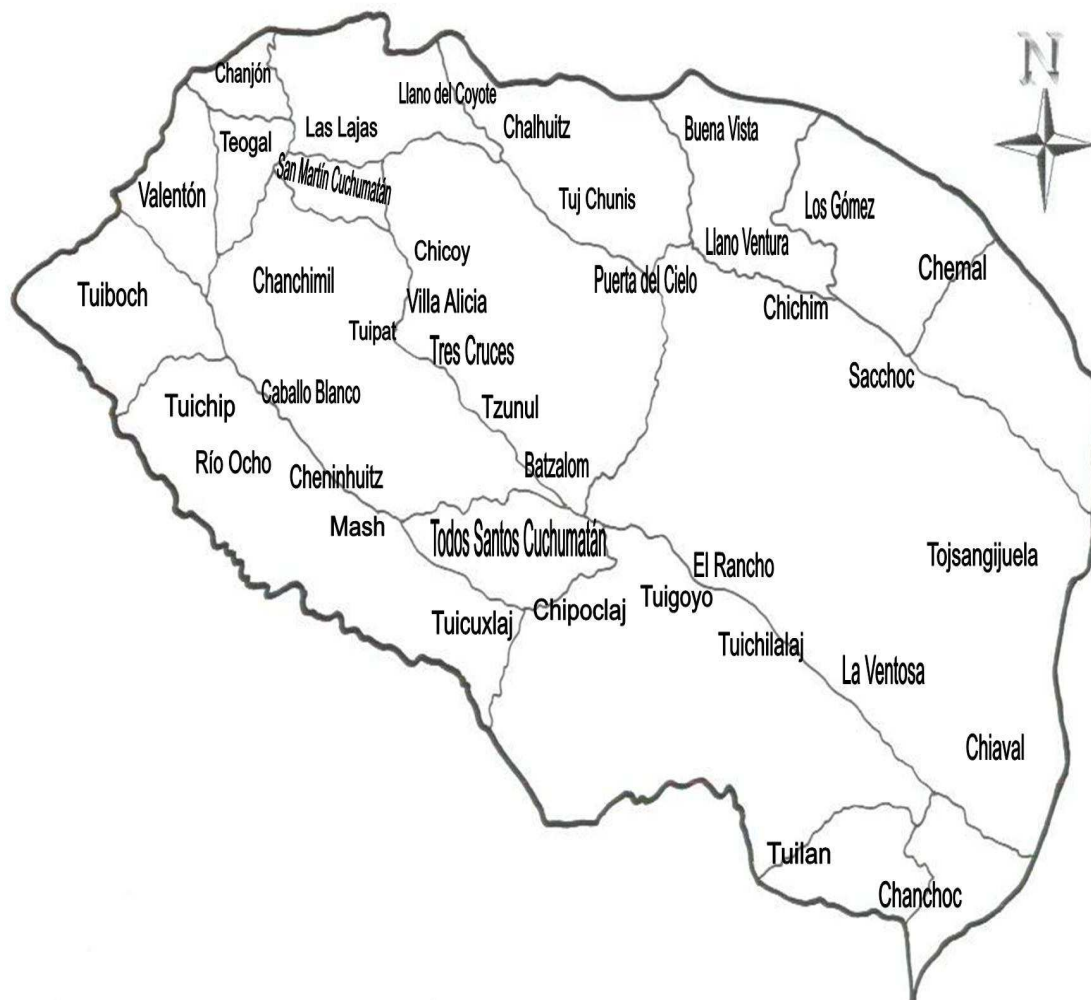 N
Chanjón
Llano del Coyote
Las Lajas
Chalhuitz
Buena Vista
Teogal
San Martín Cuchumatán
Valentón
Tuj Chunis
Los Gómez
Llano Ventura
Chicoy
Chemal
Chanchimil
Puerta del Cielo
Tuiboch
Villa Alicia
Chichim
Tuipat
Tres Cruces
Sacchoc
Caballo Blanco
Tuichip
Tzunul
Río Ocho
Batzalom
Cheninhuitz
Mash
Todos Santos Cuchumatán
Tojsangijuela
El Rancho
Tuigoyo
Chipoclaj
Tuicuxlaj
Tuichilalaj
La Ventosa
Chiaval
Tuilan
Chanchoc